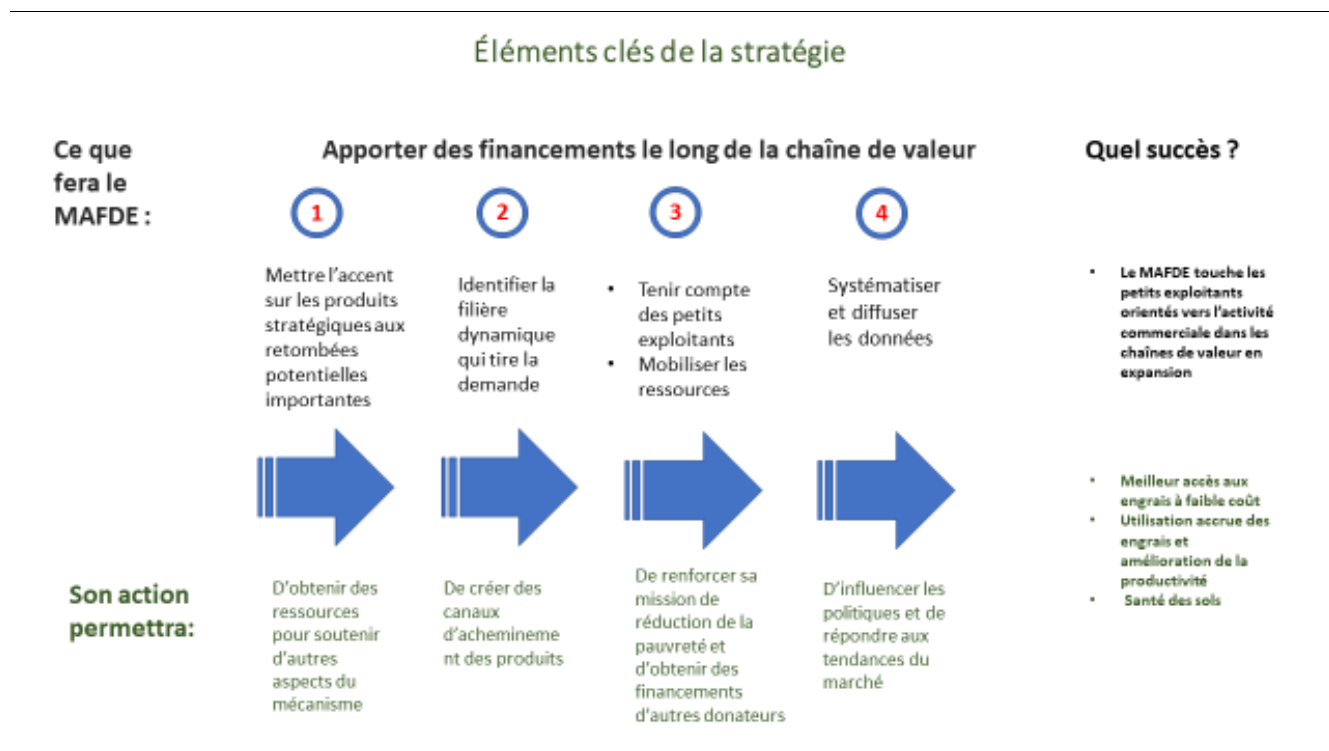 Éléments clés de la stratégie
Ce que
fera le
MAFDE :
Apporter des financements le long de la chaîne de valeur
Quel succès ?
1
2
3
4
Mettre l'accent
sur les produits
stratégiques aux
retombées
potentielles
importantes
Identifier la
filière
dynamique
qui tire la
demande
• Tenir compte
des petits
exploitants
• Mobiliser les
ressources
Systématiser
et diffuser
les données
• Le MAFDE touche les
petits exploitants
orientés vers l'activité
commerciale dans les
chaînes de valeur en
expansion
Son action
permettra:
D'obtenir des
ressources
pour soutenir
d'autres
aspects du
mécanisme
De créer des
canaux
d'achemineme
nt des produits
De renforcer sa
mission de
réduction de la
pauvreté et
d'obtenir des
financements
d'autres donateurs
D'influencer les
politiques et de
répondre aux
tendances du
marché
• Meilleur accès aux
engrais à faible coût
• Utilisation accrue des
engrais et
amélioration de la
productivité
• Santé des sols